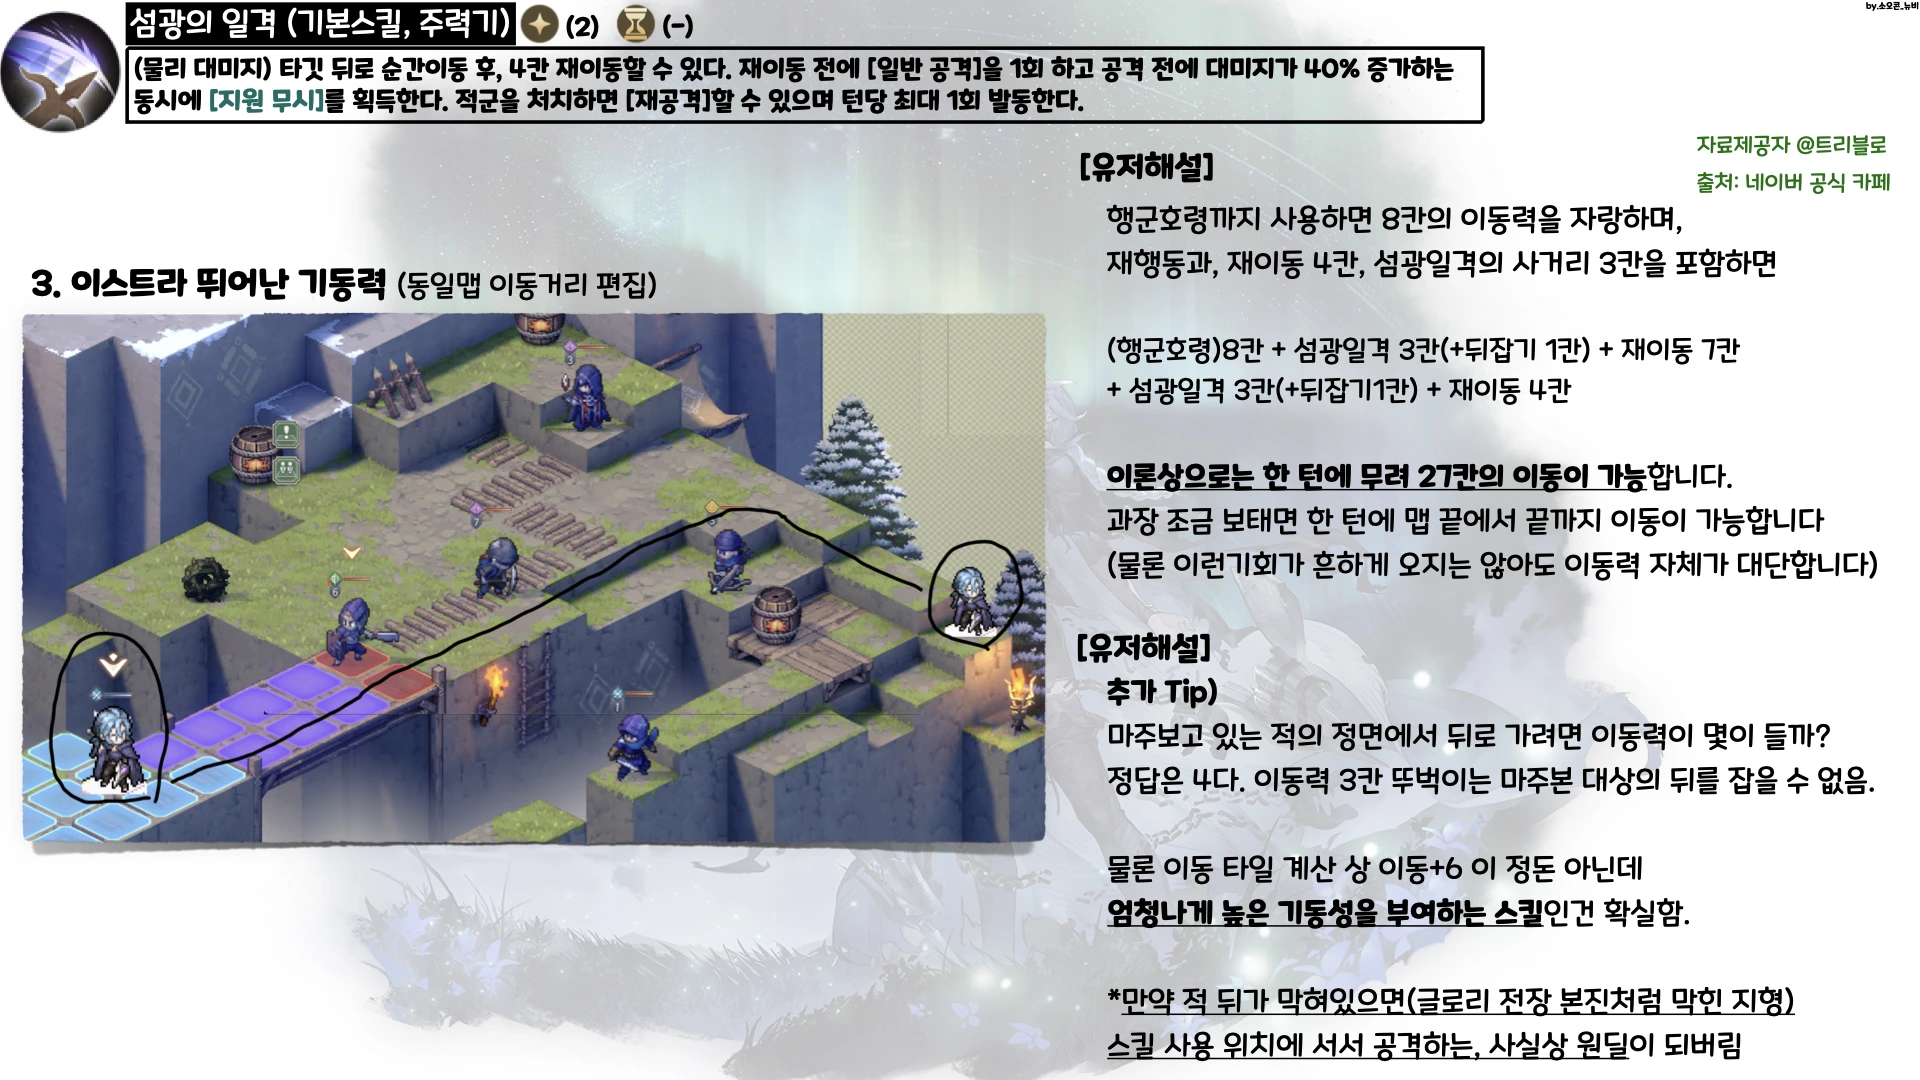 by.소오콘_뉴비
섬광의 일격 (기본스킬, 주력기) (2) (-)
(물리 대미지) 타깃 뒤로 순간이동 후, 4칸 재이동할 수 있다. 재이동 전에 [일반 공격]을 1회 하고 공격 전에 대미지가 40% 증가하는
동시에 [지원 무시]를 획득한다. 적군을 처치하면 [재공격]할 수 있으며 턴당 최대 1회 발동한다.
자료제공자 @트리블로
출처: 네이버 공식 카페
3. 이스트라 뛰어난 기동력 (동일맵 이동거리 편집)
3
7
6
1
[유저해설]
행군호령까지 사용하면 8칸의 이동력을 자랑하며,
재행동과, 재이동 4칸, 섬광일격의 사거리 3칸을 포함하면
(행군호령)8칸 + 섬광일격 3칸(+뒤잡기 1칸) + 재이동 7칸
+ 섬광일격 3칸(+뒤잡기1칸) + 재이동 4칸
이론상으로는 한 턴에 무려 27칸의 이동이 가능합니다.
과장 조금 보태면 한 턴에 맵 끝에서 끝까지 이동이 가능합니다
(물론 이런기회가 흔하게 오지는 않아도 이동력 자체가 대단합니다)
[유저해설]
추가 Tip)
마주보고 있는 적의 정면에서 뒤로 가려면 이동력이 몇이 들까?
정답은 4다. 이동력 3칸 뚜벅이는 마주본 대상의 뒤를 잡을 수 없음.
물론 이동 타일 계산 상 이동+6 이 정돈 아닌데
엄청나게 높은 기동성을 부여하는 스킬인건 확실함.
*만약 적 뒤가 막혀있으면(글로리 전장 본진처럼 막힌 지형)
스킬 사용 위치에 서서 공격하는, 사실상 원딜이 되버림